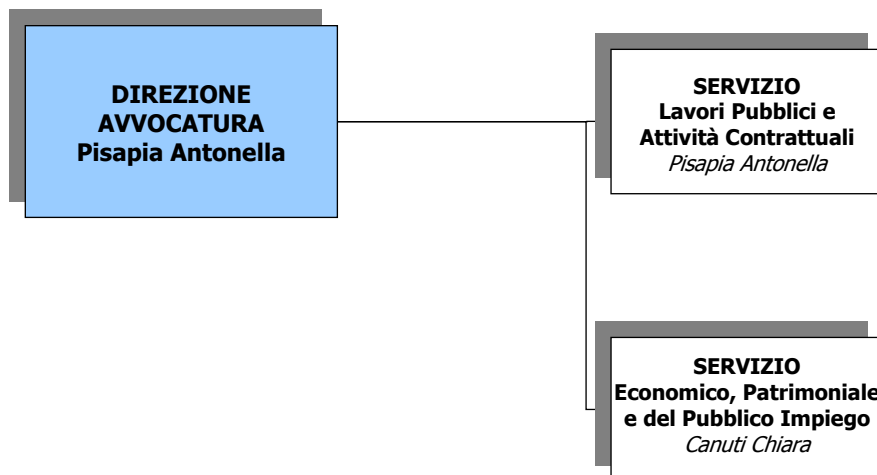 DIREZIONE
AVVOCATURA
Pisapia Antonella
SERVIZIO
Lavori Pubblici e
Attività Contrattuali
Pisapia Antonella
SERVIZIO
Economico, Patrimoniale
e del Pubblico Impiego
Canuti Chiara